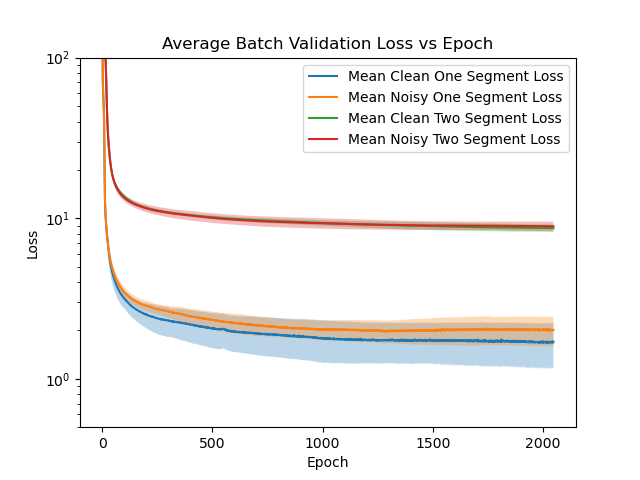 Average Batch Validation Loss vs Epoch
10²
Mean Clean One Segment Loss
Mean Noisy One Segment Loss
Mean Clean Two Segment Loss
Mean Noisy Two Segment Loss
10¹
Loss
10⁰
0 500 1000 1500 2000
Epoch